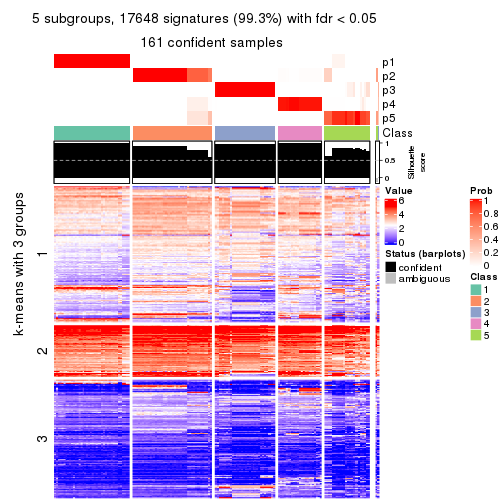 5 subgroups, 17648 signatures (99.3%) with fdr < 0.05
161 confident samples
p1
p2
p3
p4
p5
Class
1
0.5
0
Silhouette
score
k-means with 3 groups
1
2
3
Value
6
4
2
0
Status (barplots)
confident
ambiguous
Prob
1
0.8
0.6
0.4
0.2
0
Class
1
2
3
4
5